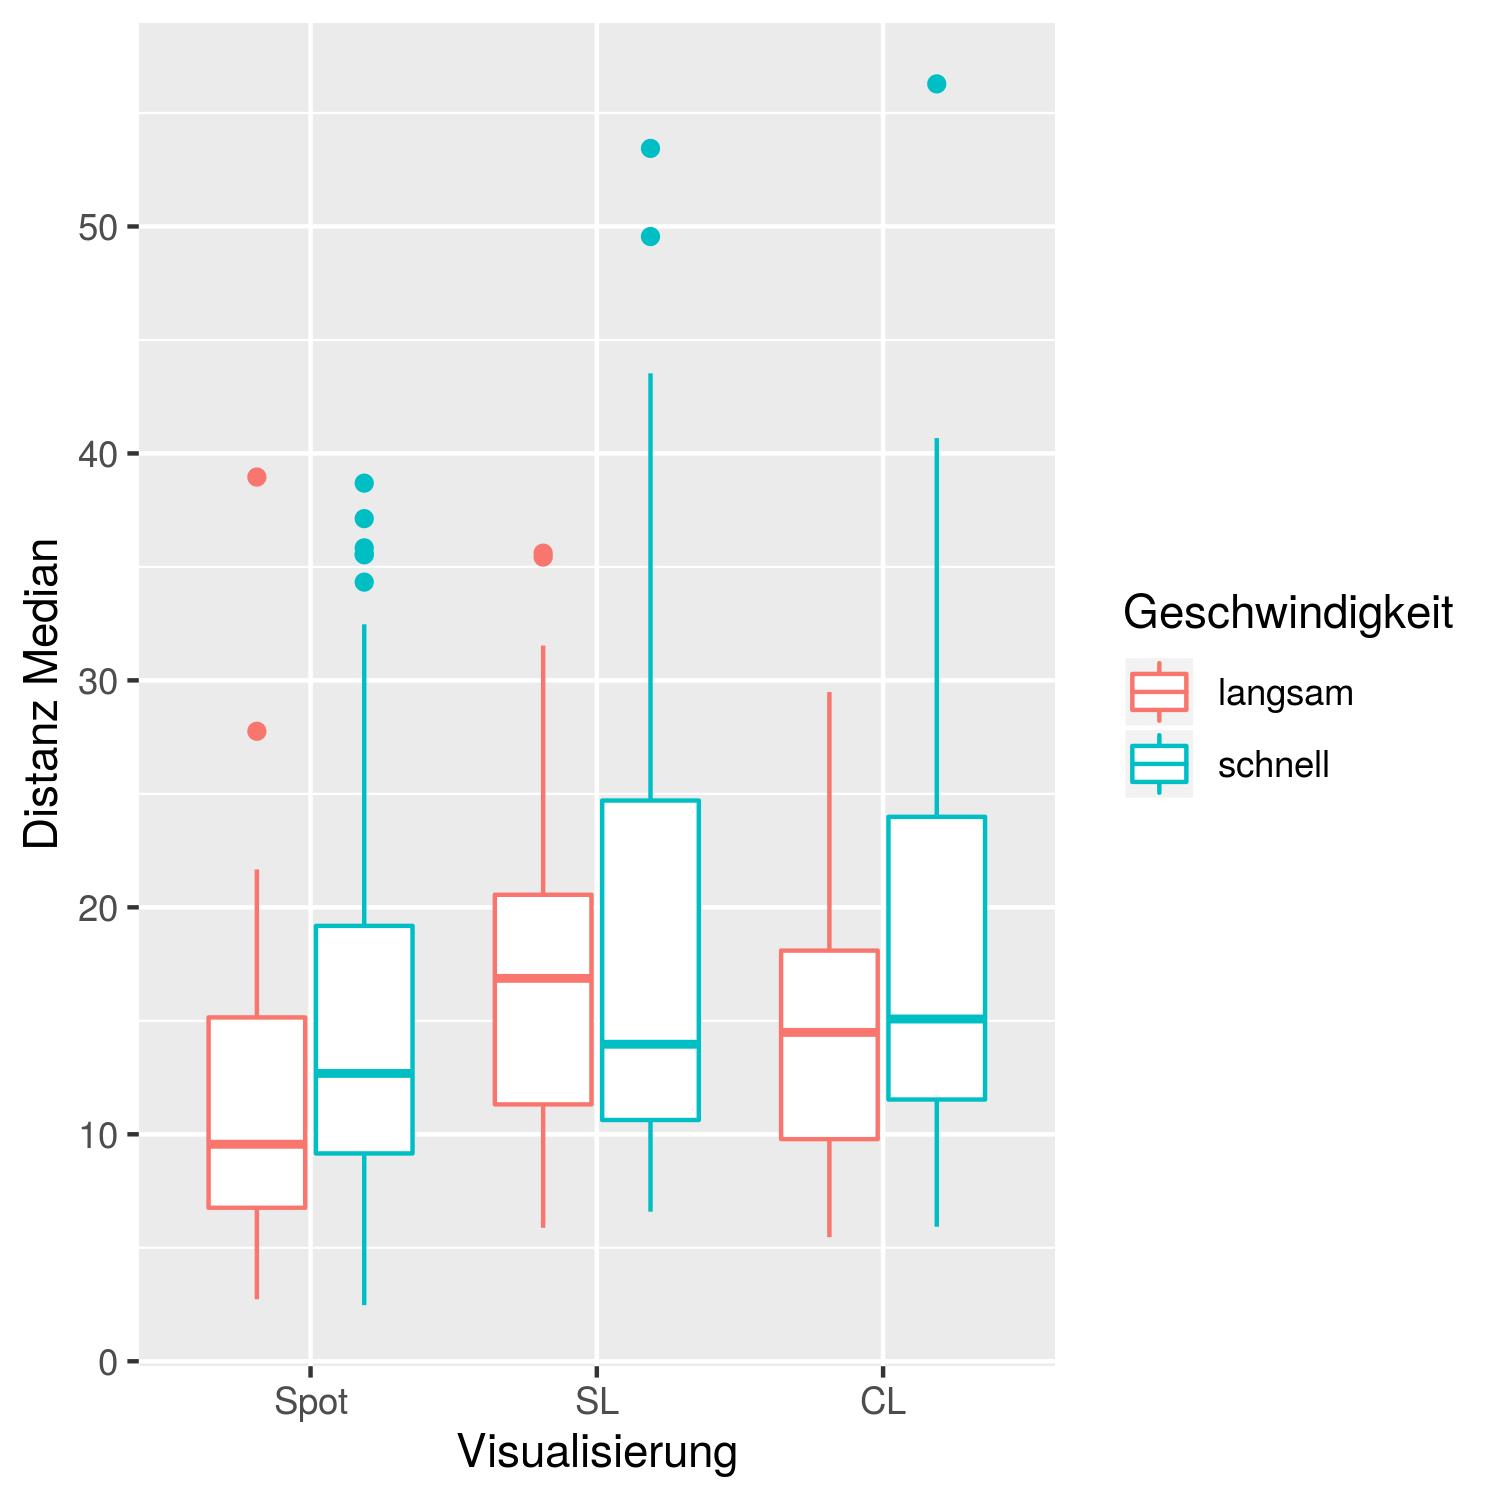 Distanz Median
50
40
30
20
10
0
Spot SL CL
Visualisierung
Geschwindigkeit
langsam
schnell